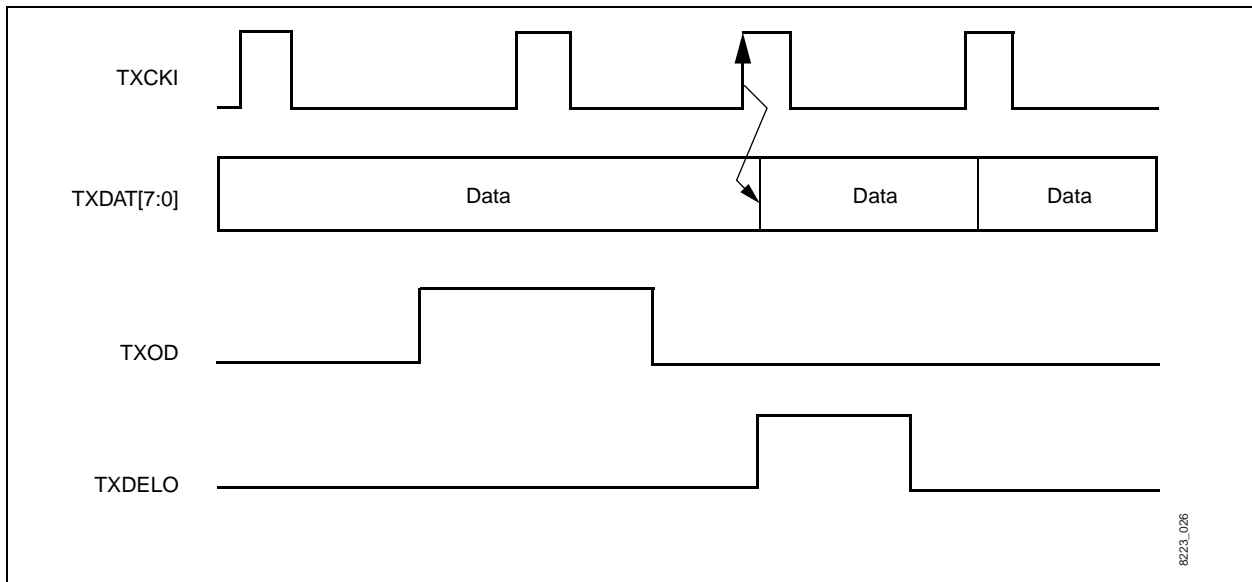 TXCKI
TXDAT[7:0]
Data
Data
Data
TXOD
TXDELO
8223_026